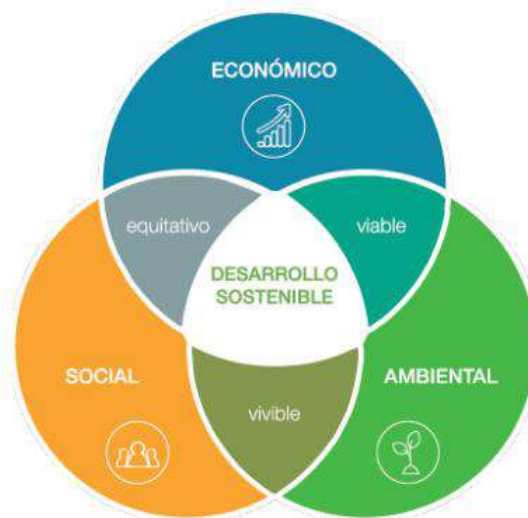 ECONÓMICO
equitativo
viable
DESARROLLO
SOSTENIBLE
SOCIAL
AMBIENTAL
vivible